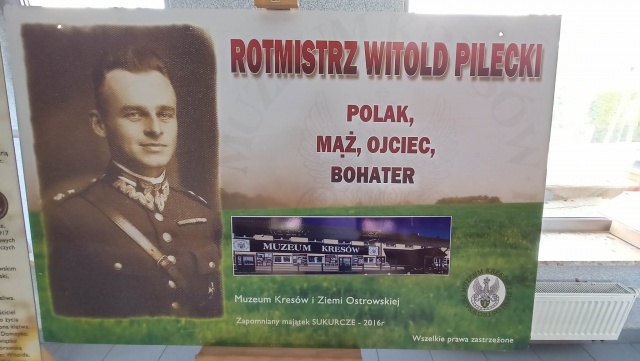 ROTMISTRZ WITOLD PILECKI
POLAK,
MĄŻ, OJCIEC,
BOHATER
MUZEUM KRESÓW
Muzeum Kresów i Ziemi Ostrowskiej
Zapomniany majątek SUKURCZE - 2016r
Wszelkie prawa zastrzeżone